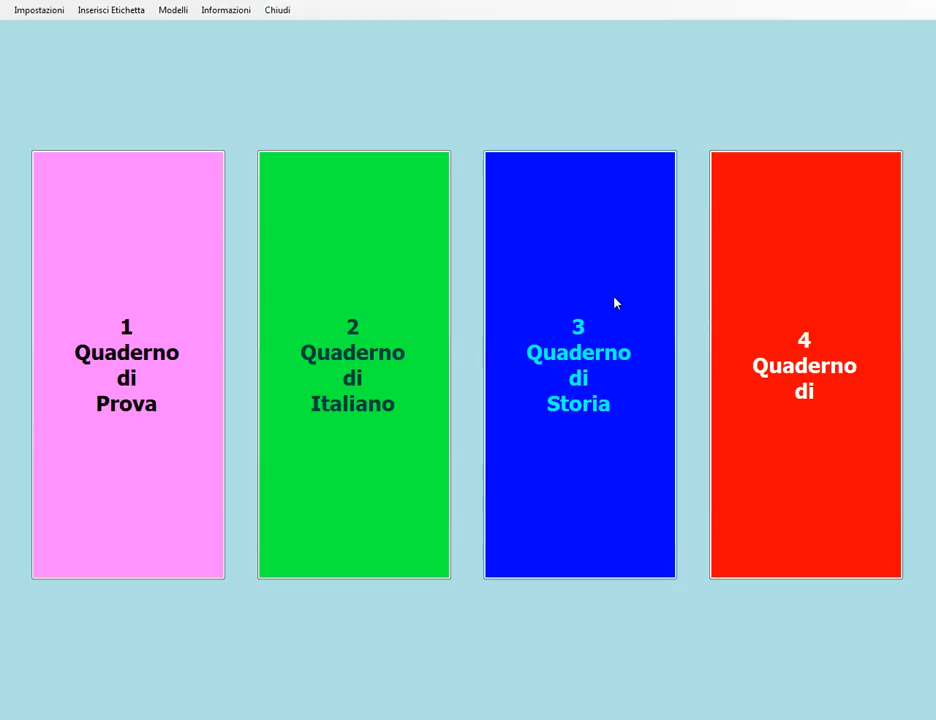 Impostazioni Inserisci Etichetta Modelli Informazioni Chiudi
1
Quaderno
di
Prova
2
Quaderno
di
Italiano
3
Quaderno
di
Storia
4
Quaderno
di